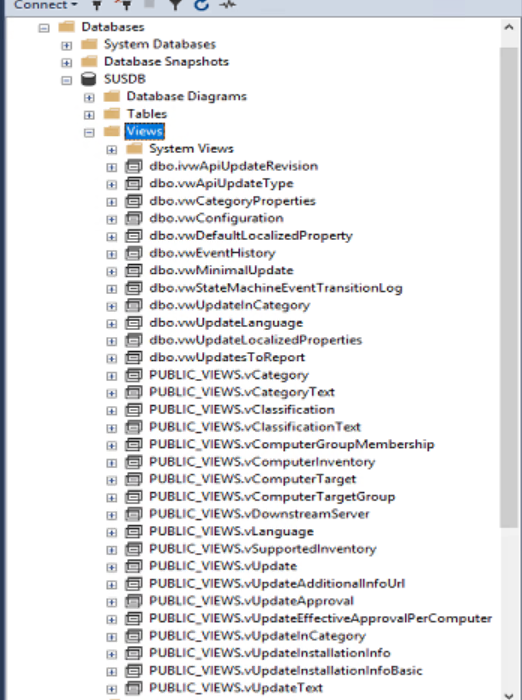 Connect
Databases
System Databases
Database Snapshots
SUSDB
Database Diagrams
Tables
Views
System Views
dbo.ivwApiUpdateRevision
dbo.vwApiUpdateType
dbo.vwCategoryProperties
dbo.vwConfiguration
dbo.vwDefaultLocalizedProperty
dbo.vwEventHistory
dbo.vwMinimalUpdate
dbo.vwStateMachineEventTransitionLog
dbo.vwUpdateInCategory
dbo.vwUpdateLanguage
dbo.vwUpdateLocalizedProperties
dbo.vwUpdatesToReport
PUBLIC_VIEWS.vCategory
PUBLIC_VIEWS.vCategoryText
PUBLIC_VIEWS.vClassification
PUBLIC_VIEWS.vClassificationText
PUBLIC_VIEWS.vComputerGroupMembership
PUBLIC_VIEWS.vComputerInventory
PUBLIC_VIEWS.vComputerTarget
PUBLIC_VIEWS.vComputerTargetGroup
PUBLIC_VIEWS.vDownstreamServer
PUBLIC_VIEWS.vLanguage
PUBLIC_VIEWS.vSupportedInventory
PUBLIC_VIEWS.vUpdate
PUBLIC_VIEWS.vUpdateAdditionalInfoUrl
PUBLIC_VIEWS.vUpdateApproval
PUBLIC_VIEWS.vUpdateEffectiveApprovalPerComputer
PUBLIC_VIEWS.vUpdateInCategory
PUBLIC_VIEWS.vUpdateInstallationInfo
PUBLIC_VIEWS.vUpdateInstallationInfoBasic
PUBLIC_VIEWS.vUpdateText